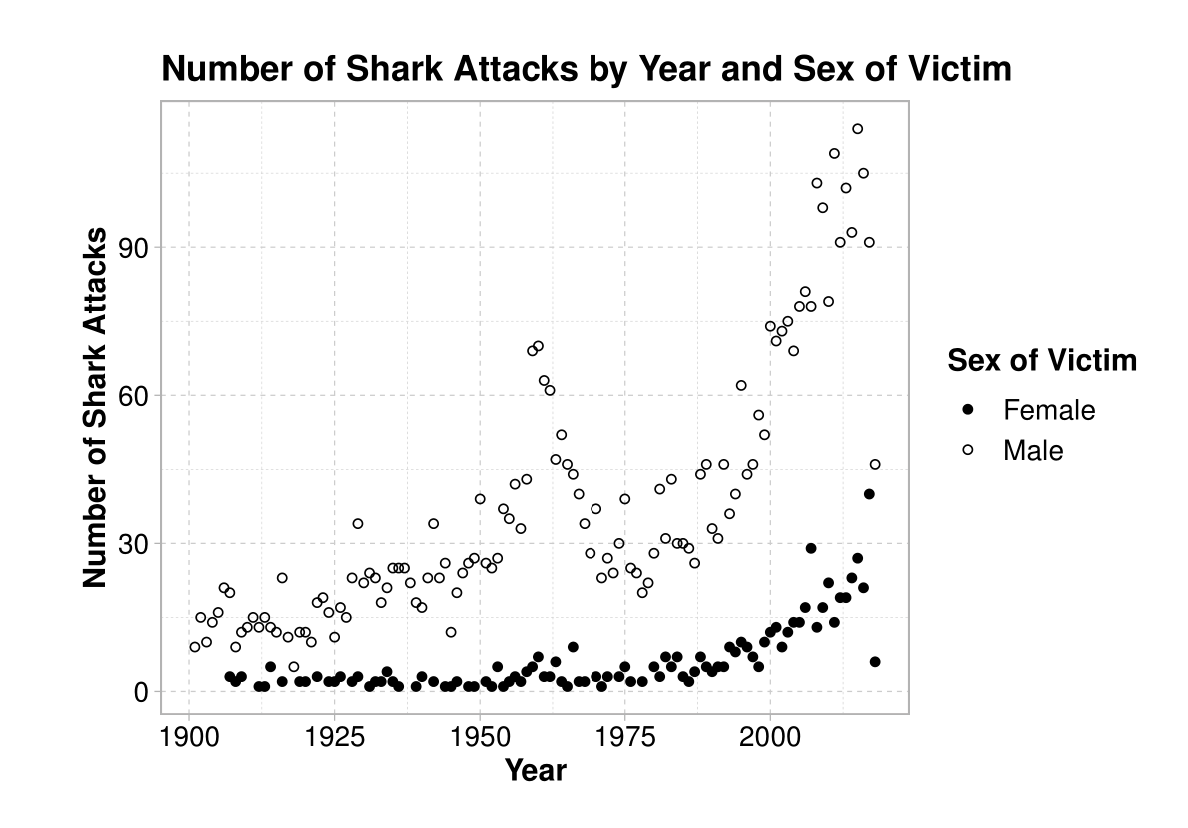 Number of Shark Attacks by Year and Sex of Victim
Number of Shark Attacks
90
60
30
0
1900 1925 1950 1975 2000
Year
Sex of Victim
Female
Male